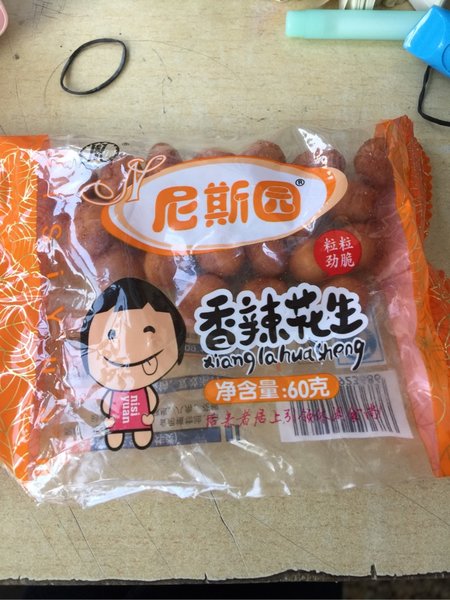 尼斯园®
粒粒
劲脆
香辣花生
xiang la hua sheng
净含量:60克
nisi
yuan